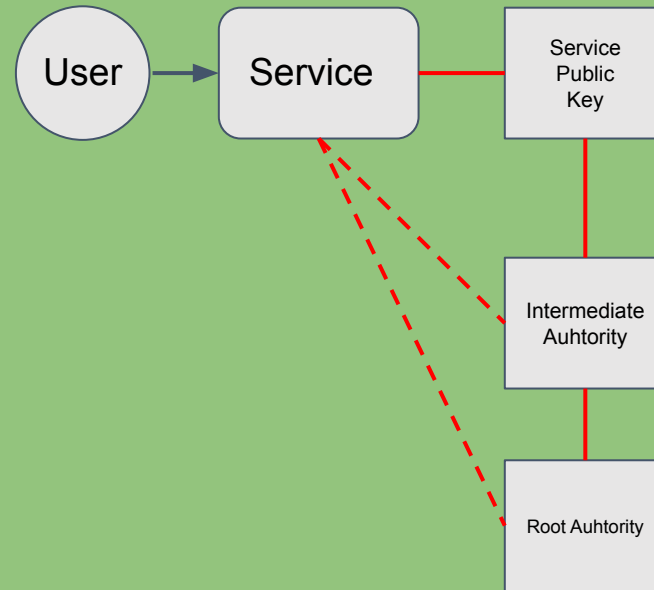 User
Service
Service
Public
Key
Intermediate
Auhtority
Root Auhtority